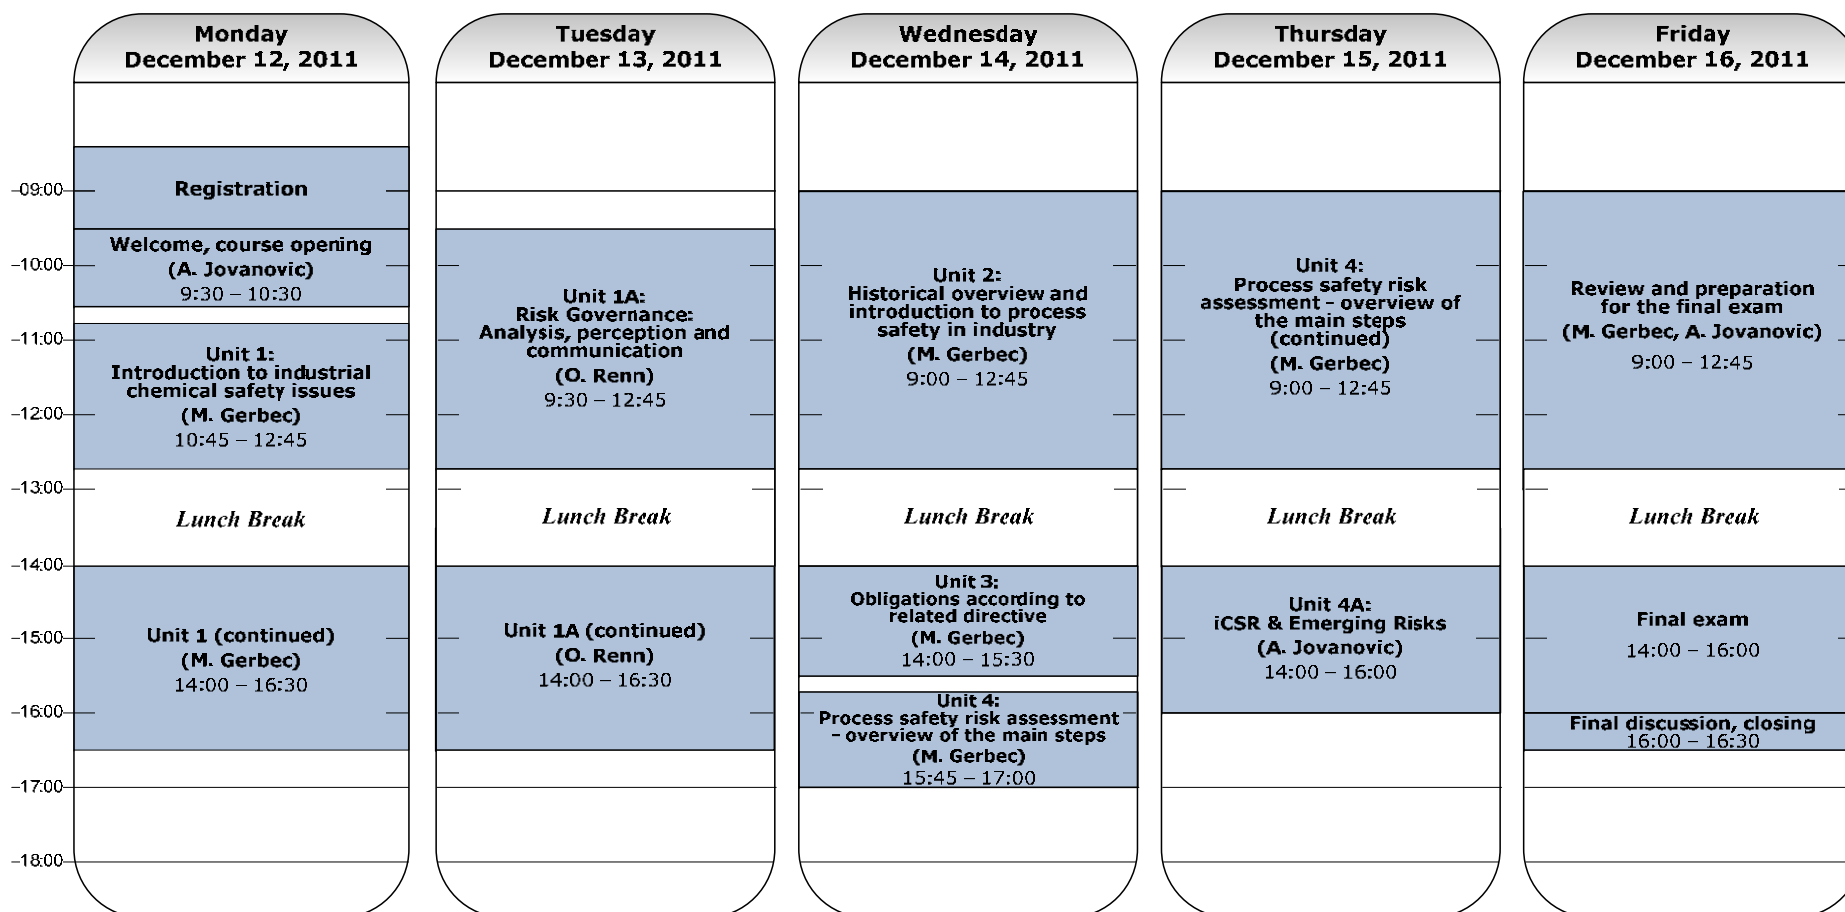 Monday
December 12, 2011
Tuesday
December 13, 2011
Wednesday
December 14, 2011
Thursday
December 15, 2011
Friday
December 16, 2011
09:00
10:00
11:00
12:00
13:00
14:00
15:00
16:00
17:00
18:00
Registration
Welcome, course opening
(A. Jovanovic)
9:30 – 10:30
Unit 1:
Introduction to industrial
chemical safety issues
(M. Gerbec)
10:45 – 12:45
Lunch Break
Unit 1 (continued)
(M. Gerbec)
14:00 – 16:30
Unit 1A:
Risk Governance:
Analysis, perception and
communication
(O. Renn)
9:30 – 12:45
Lunch Break
Unit 1A (continued)
(O. Renn)
14:00 – 16:30
Unit 2:
Historical overview and
introduction to process
safety in industry
(M. Gerbec)
9:00 – 12:45
Lunch Break
Unit 3:
Obligations according to
related directive
(M. Gerbec)
14:00 – 15:30
Unit 4:
Process safety risk assessment
– overview of the main steps
(M. Gerbec)
15:45 – 17:00
Unit 4:
Process safety risk
assessment – overview of
the main steps
(continued)
(M. Gerbec)
9:00 – 12:45
Lunch Break
Unit 4A:
iCSR & Emerging Risks
(A. Jovanovic)
14:00 – 16:00
Review and preparation
for the final exam
(M. Gerbec, A. Jovanovic)
9:00 – 12:45
Lunch Break
Final exam
14:00 – 16:00
Final discussion, closing
16:00 – 16:30